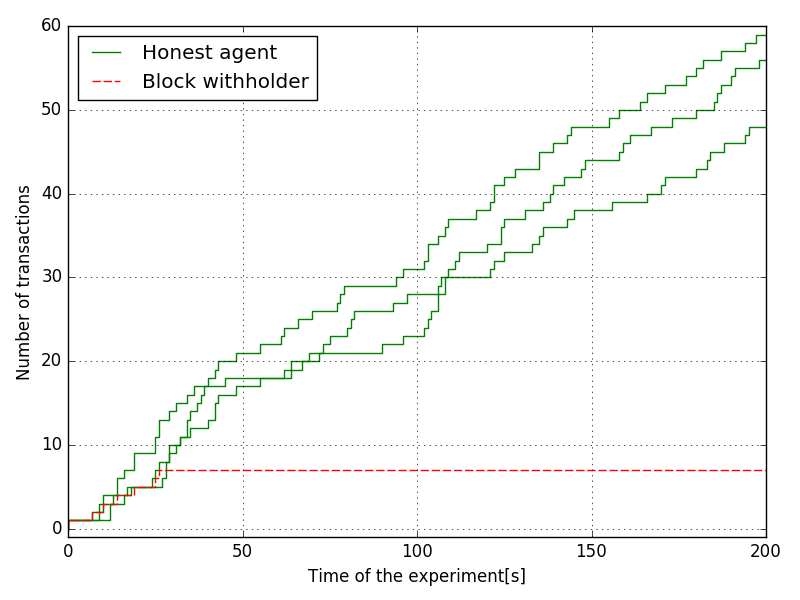 Honest agent
Block withholder
60
50
40
30
20
10
0
Number of transactions
0 50 100 150 200
Time of the experiment[s]